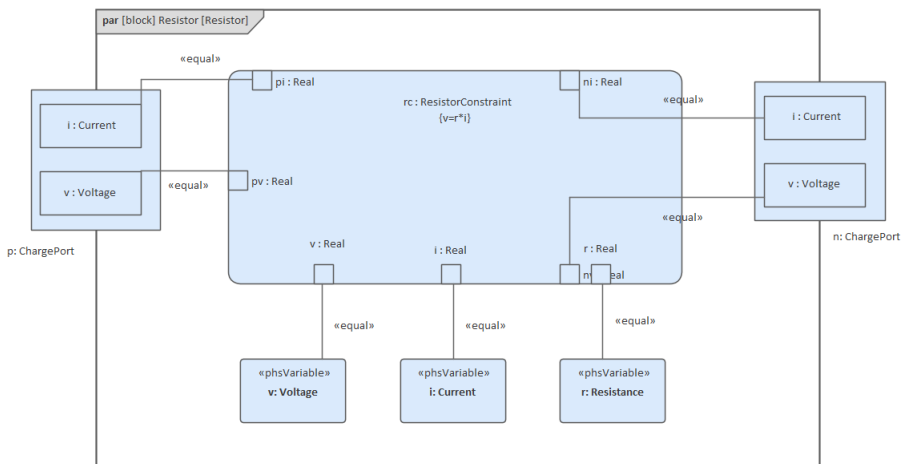 par [block] Resistor [Resistor]
«equal»
pi : Real
ni : Real
rc : ResistorConstraint
{v=r*i}
«equal»
i : Current
i : Current
v : Voltage
«equal»
pv : Real
v : Voltage
«equal»
p: ChargePort
n: ChargePort
v : Real
i : Real
r : Real
«equal»
«equal»
«equal»
«phsVariable»
v: Voltage
«phsVariable»
i: Current
«phsVariable»
r: Resistance